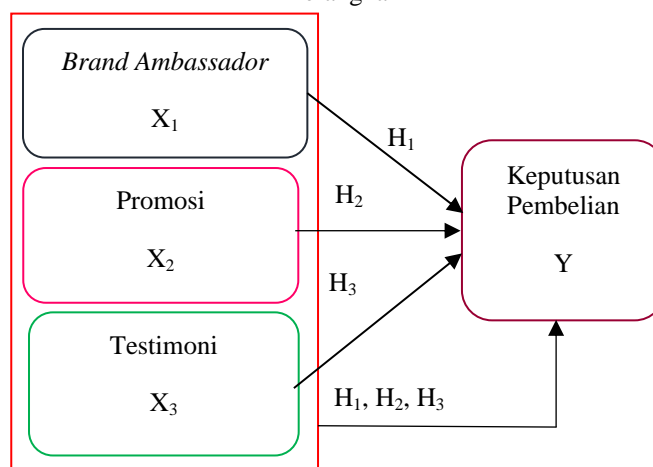 Brand Ambassador
X₁
H₁
Promosi
X₂
H₂
Keputusan
Pembelian
Y
H₃
Testimoni
X₃
H₁, H₂, H₃